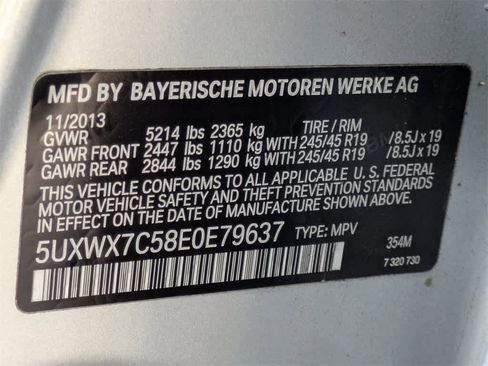 MFD BY BAYERISCHE MOTOREN WERKE AG
11/2013
GVWR 5214 lbs 2365 kg TIRE / RIM
GAWR FRONT 2447 lbs 1110 kg WITH 245/45 R19 /8.5J x 19
GAWR REAR 2844 lbs 1290 kg WITH 245/45 R19 /8.5J x 19
THIS VEHICLE CONFORMS TO ALL APPLICABLE U. S. FEDERAL
MOTOR VEHICLE SAFETY AND THEFT PREVENTION STANDARDS
IN EFFECT ON THE DATE OF MANUFACTURE SHOWN ABOVE
5UXWX7C58E0E79637 TYPE: MPV 354M
7 320 730